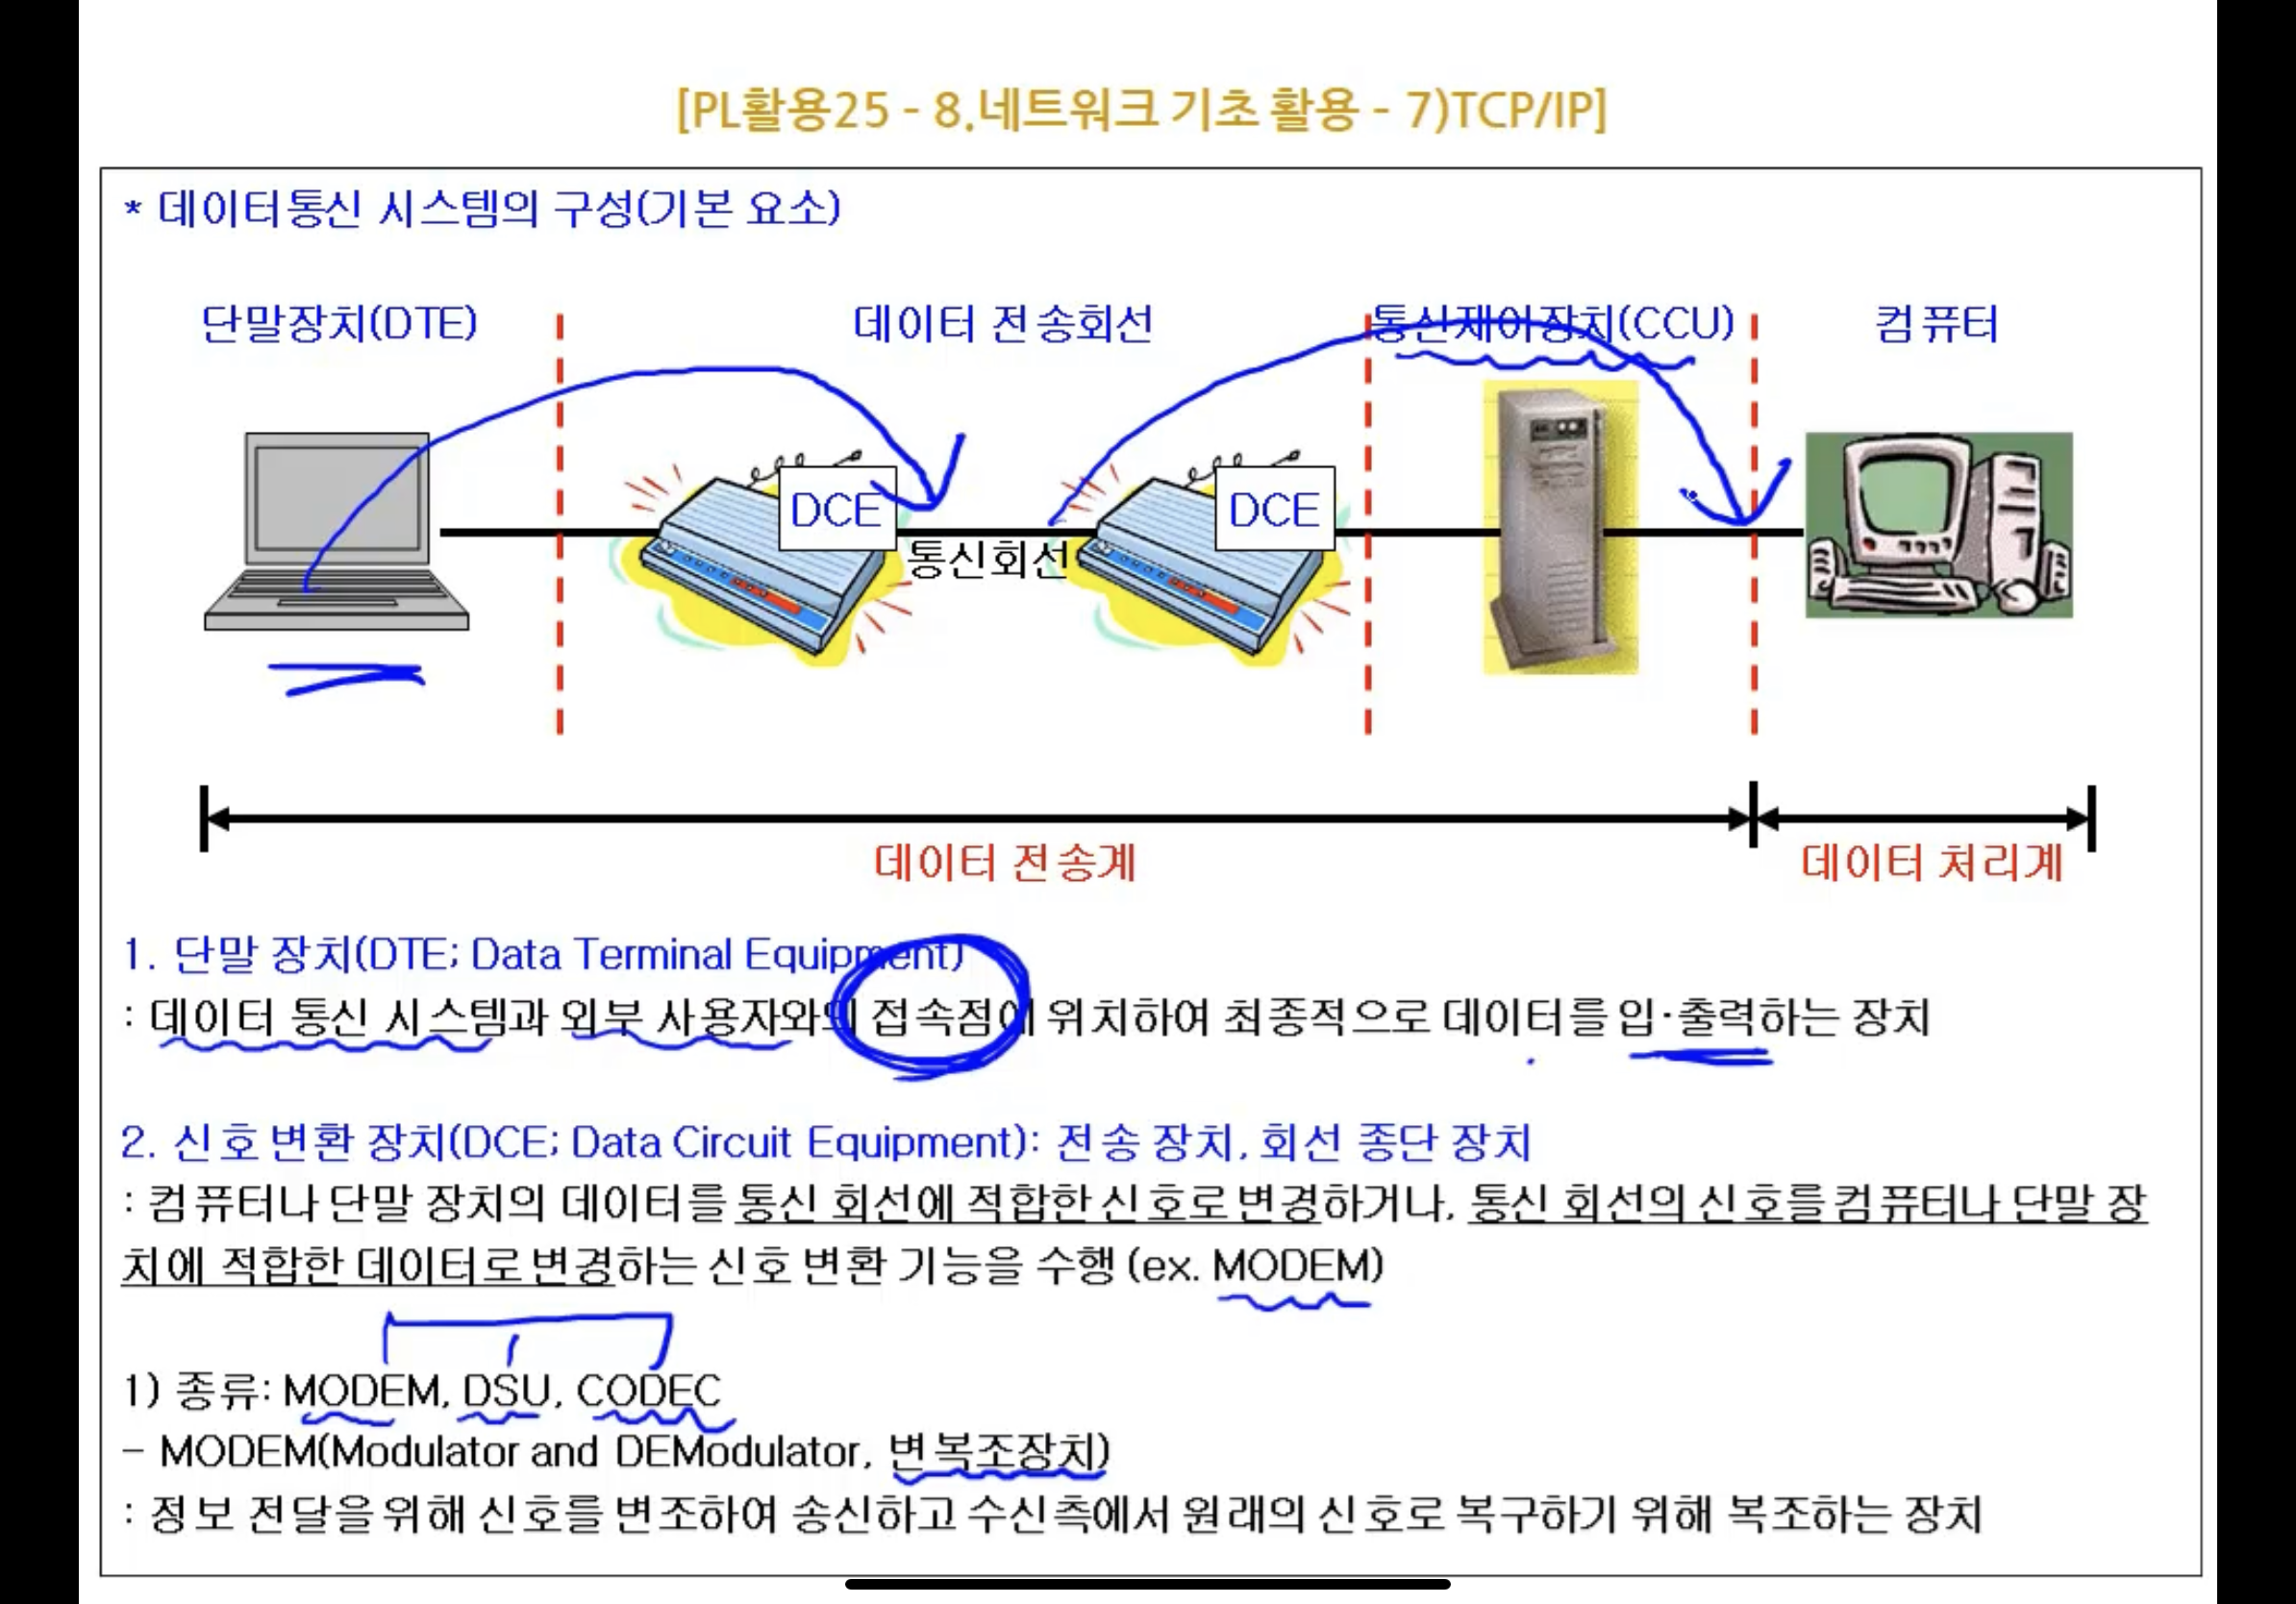 [PL활용25 - 8.네트워크 기초 활용 - 7)TCP/IP]
* 데이터통신 시스템의 구성(기본 요소)
단말장치(DTE)
데이터 전송회선
통신제어장치(CCU)
컴퓨터
DCE
통신회선
DCE
데이터 전송계
데이터 처리계
1. 단말 장치(DTE; Data Terminal Equipment)
: 데이터 통신 시스템과 외부 사용자와의 접속점에 위치하여 최종적으로 데이터를 입·출력하는 장치
2. 신호 변환 장치(DCE; Data Circuit Equipment): 전송 장치, 회선 종단 장치
: 컴퓨터나 단말 장치의 데이터를 통신 회선에 적합한 신호로 변경하거나, 통신 회선의 신호를 컴퓨터나 단말 장
치에 적합한 데이터로 변경하는 신호 변환 기능을 수행 (ex. MODEM)
1) 종류: MODEM, DSU, CODEC
- MODEM(Modulator and DEModulator, 변복조장치)
: 정보 전달을 위해 신호를 변조하여 송신하고 수신측에서 원래의 신호로 복구하기 위해 복조하는 장치